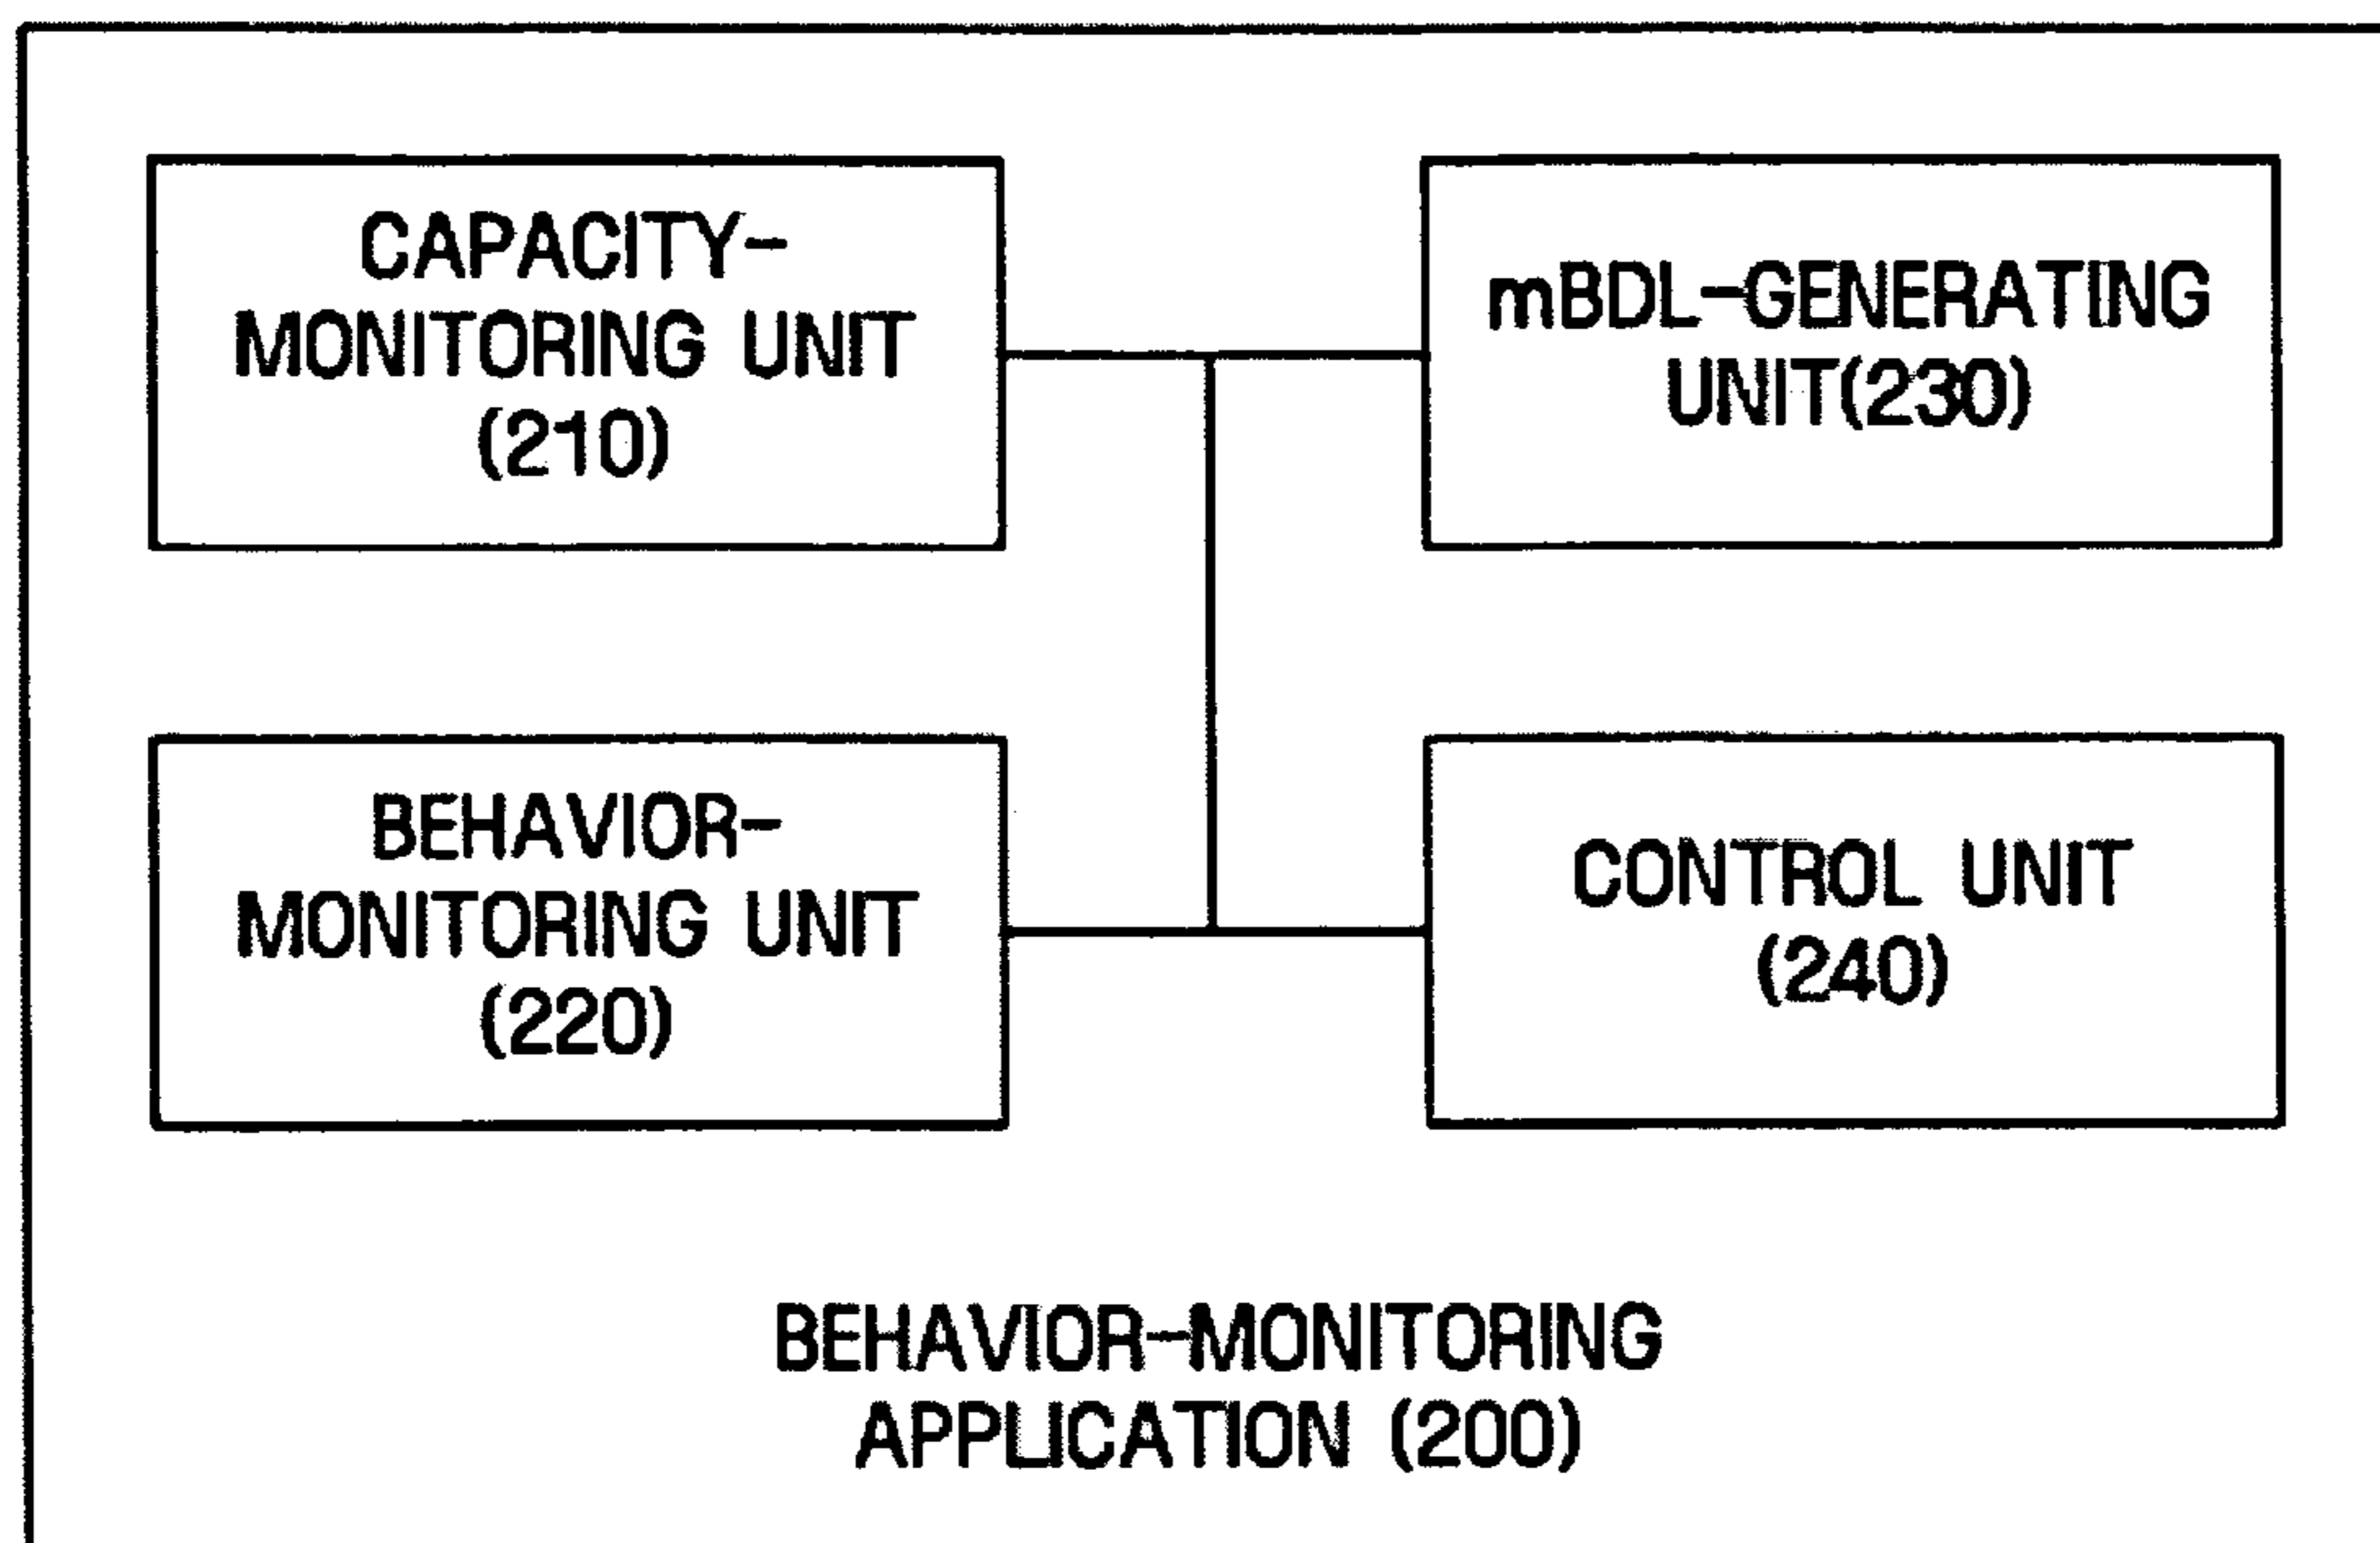 CAPACITY-
MONITORING UNIT
(210)
mBDL-GENERATING
UNIT(230)
BEHAVIOR-
MONITORING UNIT
(220)
CONTROL UNIT
(240)
BEHAVIOR-MONITORING
APPLICATION (200)